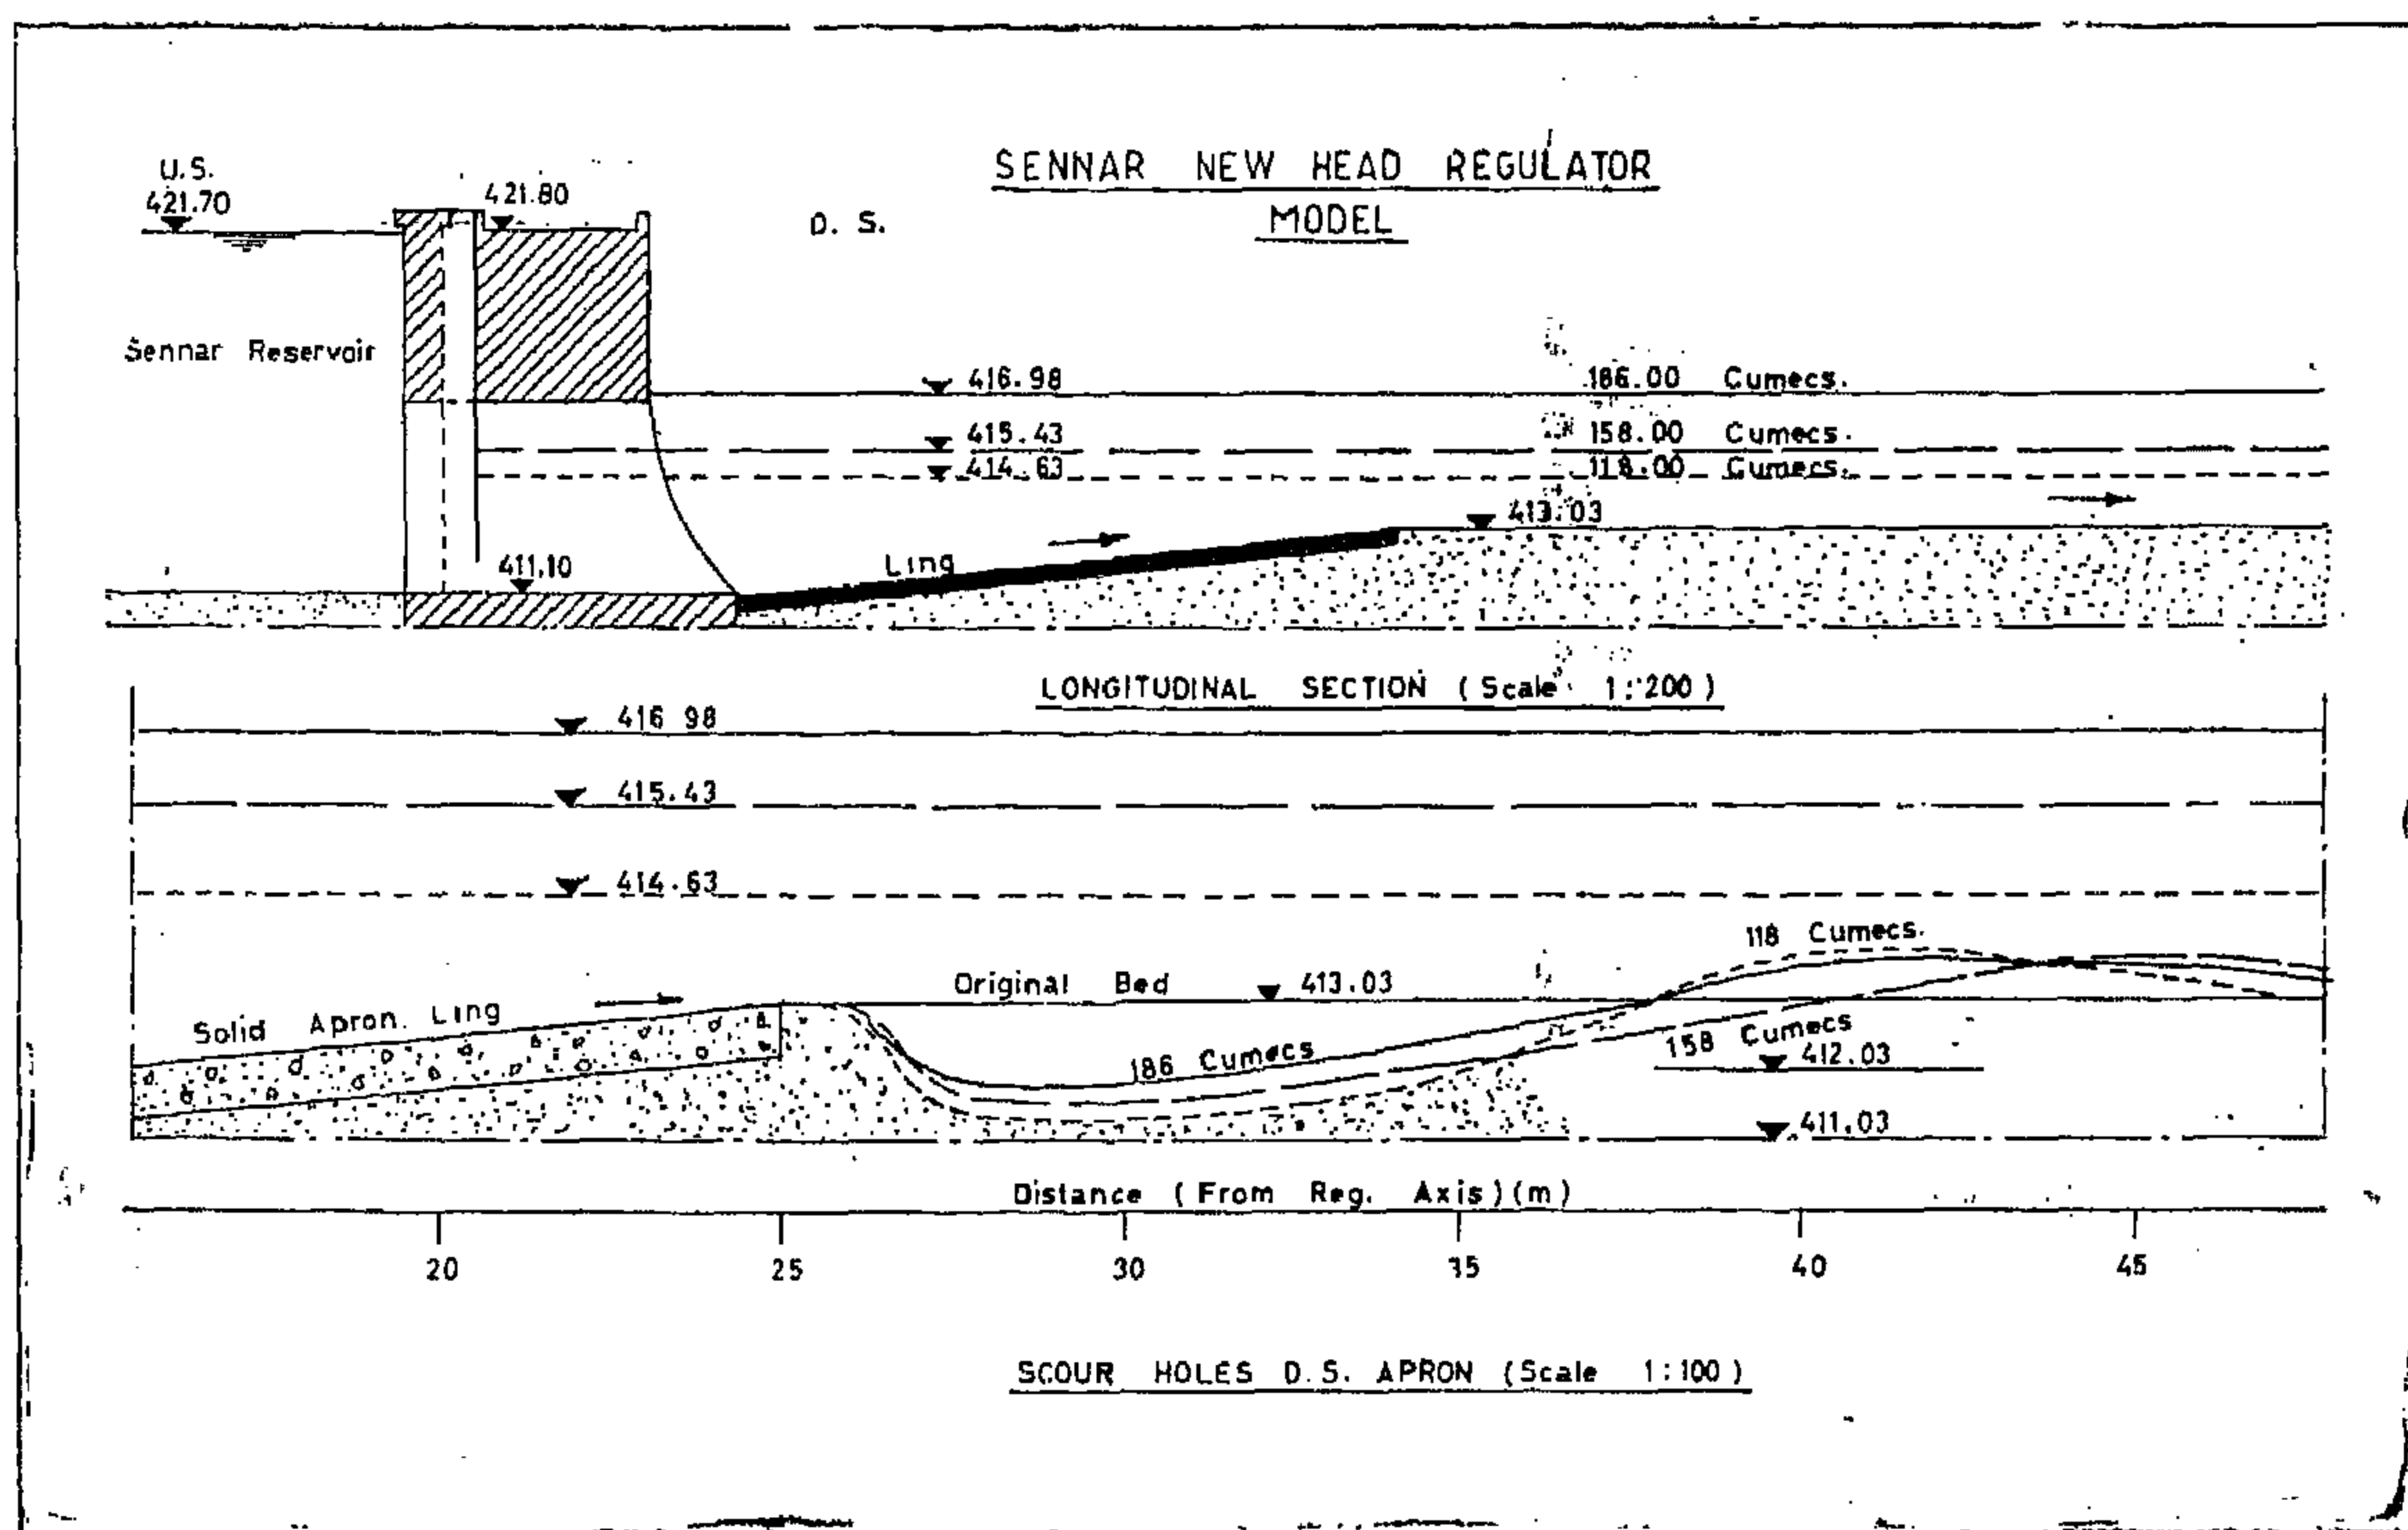 SENNAR NEW HEAD REGULATOR
MODEL
U.S.
421.70
421.80
D. S.
Sennar Reservoir
416.98
186.00 Cumecs.
415.43
158.00 Cumecs.
414.63
118.00 Cumecs.
413.03
Ling
411.10
LONGITUDINAL SECTION (Scale 1:200)
416 98
415.43
414.63
118 Cumecs.
Original Bed
413.03
Solid Apron. Ling
186 Cumecs
158 Cumecs
412.03
411.03
Distance (From Reg. Axis)(m)
20 25 30 35 40 45
SCOUR HOLES D.S. APRON (Scale 1:100)